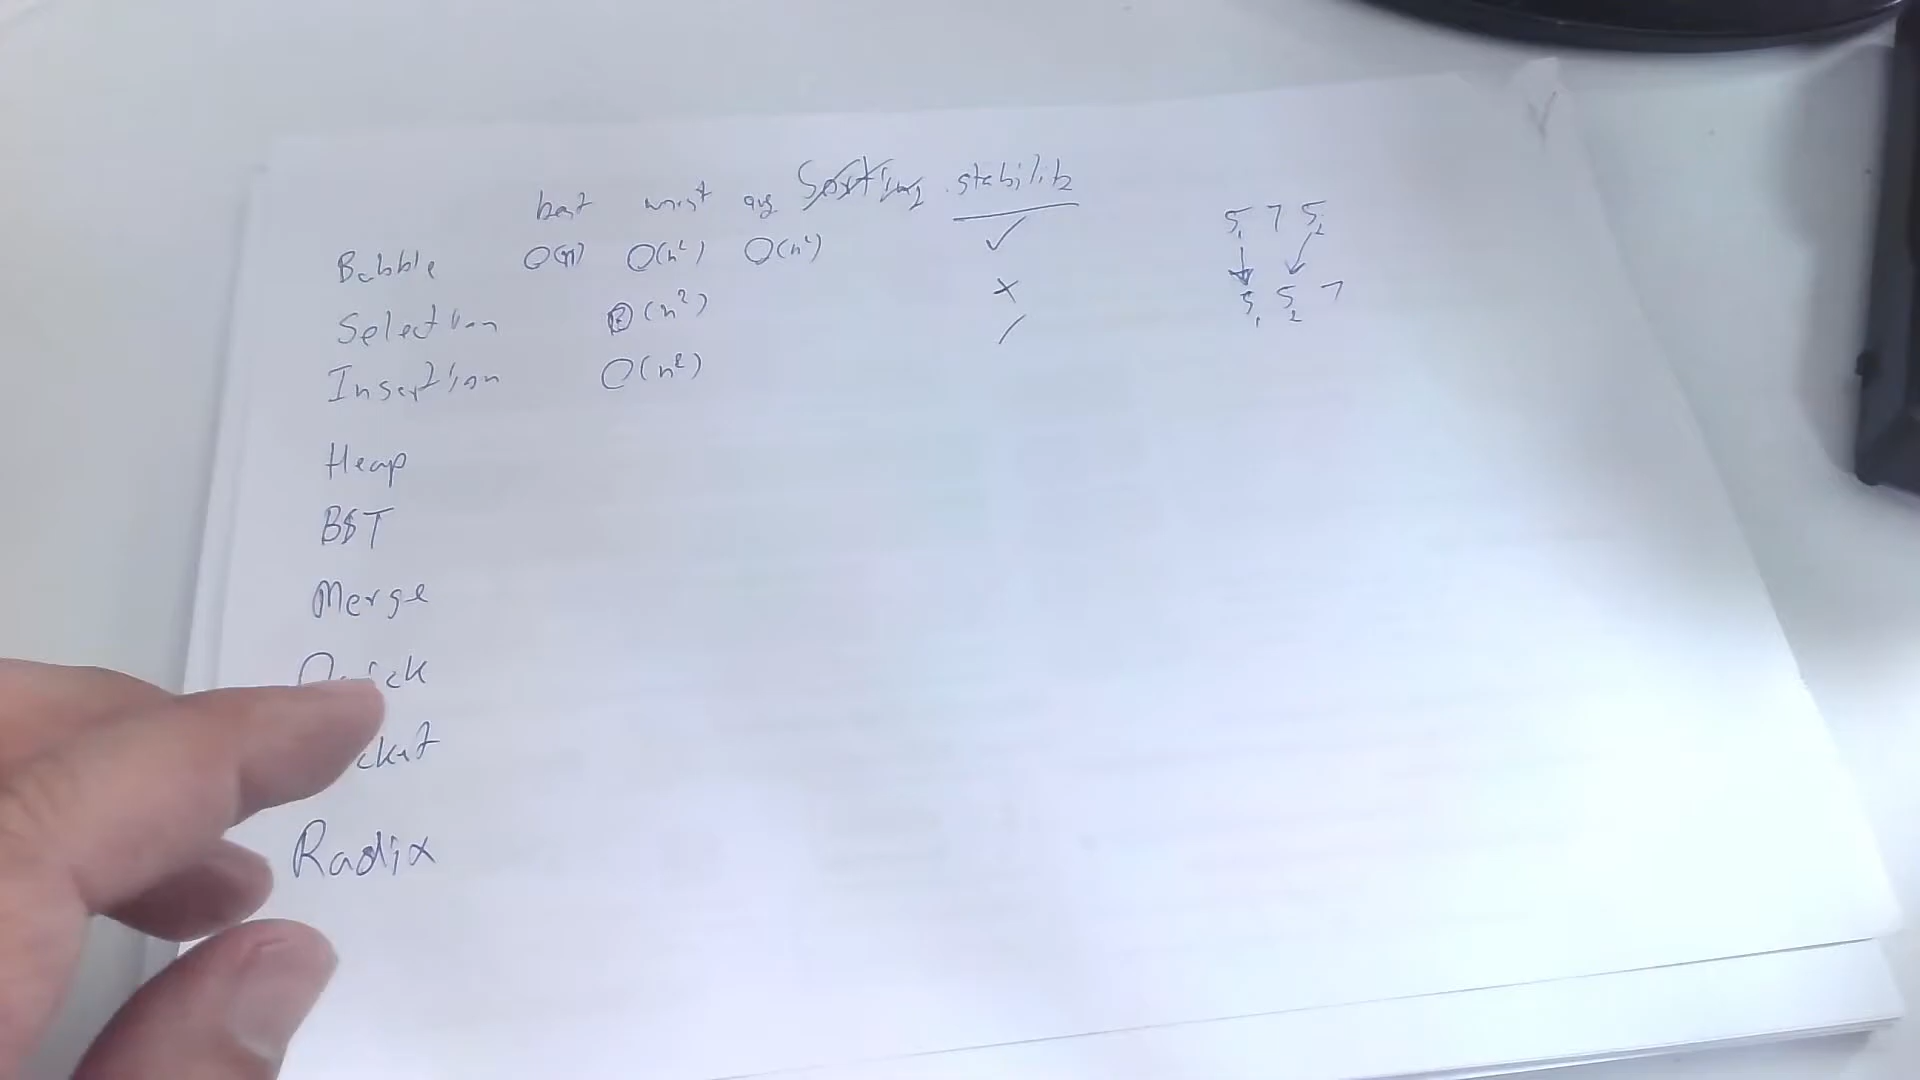 best worst avg Sorting stability
Bubble O(n) O(n²) O(n²) ✓
Selection Θ(n²) ×
Insertion O(n²) /
Heap
BST
Merge
Quick
Radix
5₁ 7 5₂
5₁ 5₂ 7